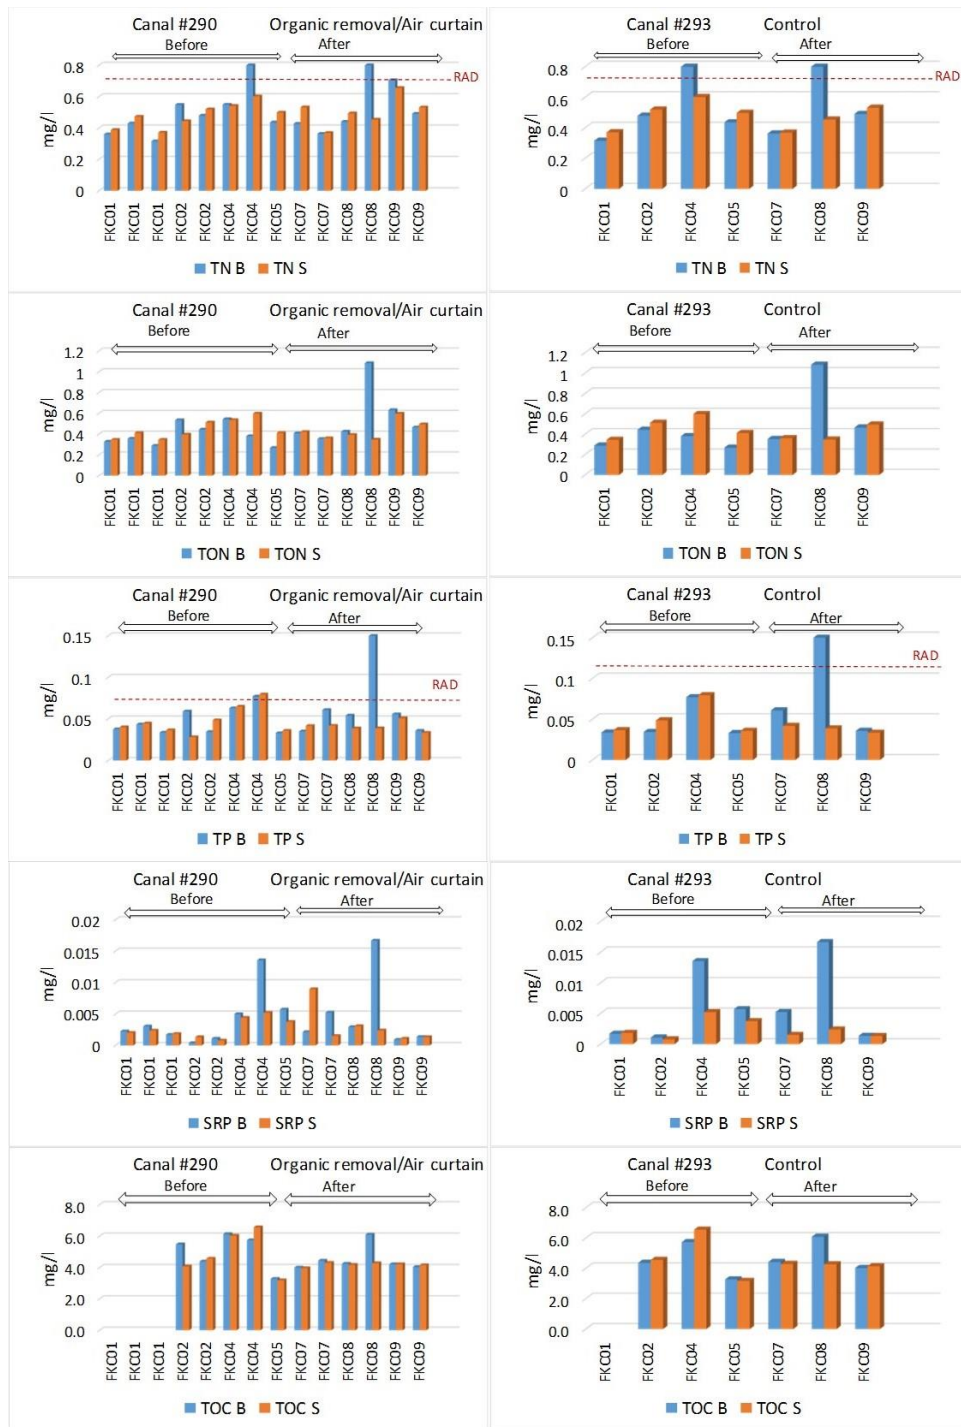 Canal #290 Organic removal/Air curtain
Before After
0.8
RAD
0.6
0.4
0.2
0
mg/l
FKC01 FKC01 FKC01 FKC02 FKC02 FKC04 FKC04 FKC05 FKC07 FKC07 FKC08 FKC08 FKC09 FKC09
TN B TN S
Canal #293 Control
Before After
0.8
RAD
0.6
0.4
0.2
0
mg/l
FKC01 FKC02 FKC04 FKC05 FKC07 FKC08 FKC09
TN B TN S
Canal #290 Organic removal/Air curtain
Before After
1.2
1
0.8
0.6
0.4
0.2
0
mg/l
FKC01 FKC01 FKC01 FKC02 FKC02 FKC04 FKC04 FKC05 FKC07 FKC07 FKC08 FKC08 FKC09 FKC09
TON B TON S
Canal #293 Control
Before After
1.2
1
0.8
0.6
0.4
0.2
0
mg/l
FKC01 FKC02 FKC04 FKC05 FKC07 FKC08 FKC09
TON B TON S
Canal #290 Organic removal/Air curtain
Before After
0.15
0.1
RAD
0.05
0
mg/l
FKC01 FKC01 FKC01 FKC02 FKC02 FKC04 FKC04 FKC05 FKC07 FKC07 FKC08 FKC08 FKC09 FKC09
TP B TP S
Canal #293 Control
Before After
0.15
RAD
0.1
0.05
0
mg/l
FKC01 FKC02 FKC04 FKC05 FKC07 FKC08 FKC09
TP B TP S
Canal #290 Organic removal/Air curtain
Before After
0.02
0.015
0.01
0.005
0
mg/l
FKC01 FKC01 FKC01 FKC02 FKC02 FKC04 FKC04 FKC05 FKC07 FKC07 FKC08 FKC08 FKC09 FKC09
SRP B SRP S
Canal #293 Control
Before After
0.02
0.015
0.01
0.005
0
mg/l
FKC01 FKC02 FKC04 FKC05 FKC07 FKC08 FKC09
SRP B SRP S
Canal #290 Organic removal/Air curtain
Before After
8.0
6.0
4.0
2.0
0.0
mg/l
FKC01 FKC01 FKC01 FKC02 FKC02 FKC04 FKC04 FKC05 FKC07 FKC07 FKC08 FKC08 FKC09 FKC09
TOC B TOC S
Canal #293 Control
Before After
8.0
6.0
4.0
2.0
0.0
mg/l
FKC01 FKC02 FKC04 FKC05 FKC07 FKC08 FKC09
TOC B TOC S